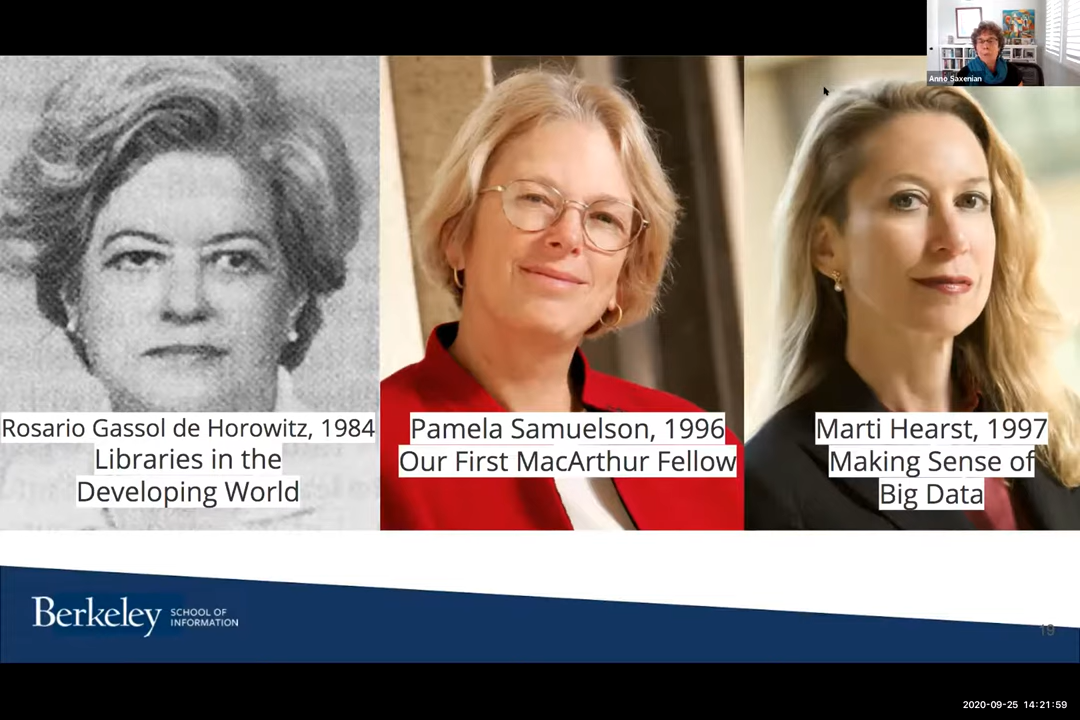 Anno Saxenian
Rosario Gassol de Horowitz, 1984
Libraries in the
Developing World
Pamela Samuelson, 1996
Our First MacArthur Fellow
Marti Hearst, 1997
Making Sense of
Big Data
Berkeley
SCHOOL OF
INFORMATION
19
2020-09-25 14:21:59